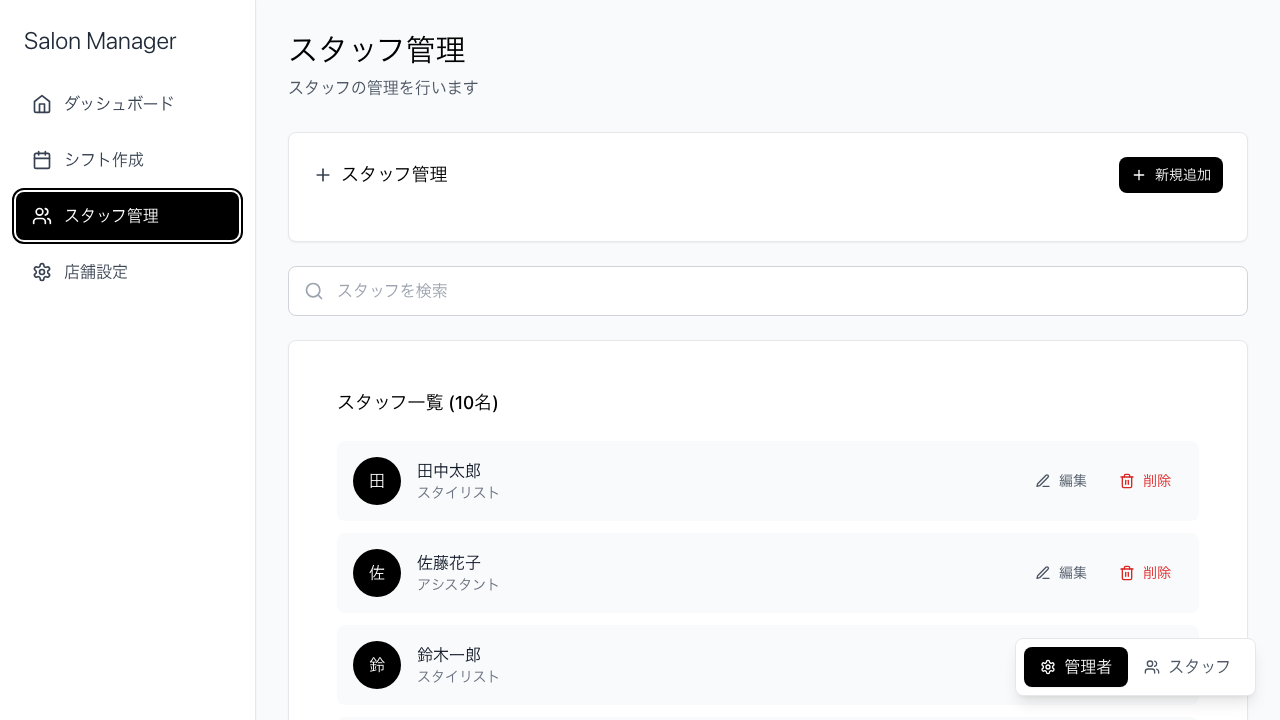 Salon Manager
ダッシュボード
シフト作成
スタッフ管理
店舗設定
スタッフ管理
スタッフの管理を行います
スタッフ管理
新規追加
スタッフを検索
スタッフ一覧 (10名)
田
田中太郎
スタイリスト
編集
削除
佐
佐藤花子
アシスタント
編集
削除
鈴
鈴木一郎
スタイリスト
管理者
スタッフ